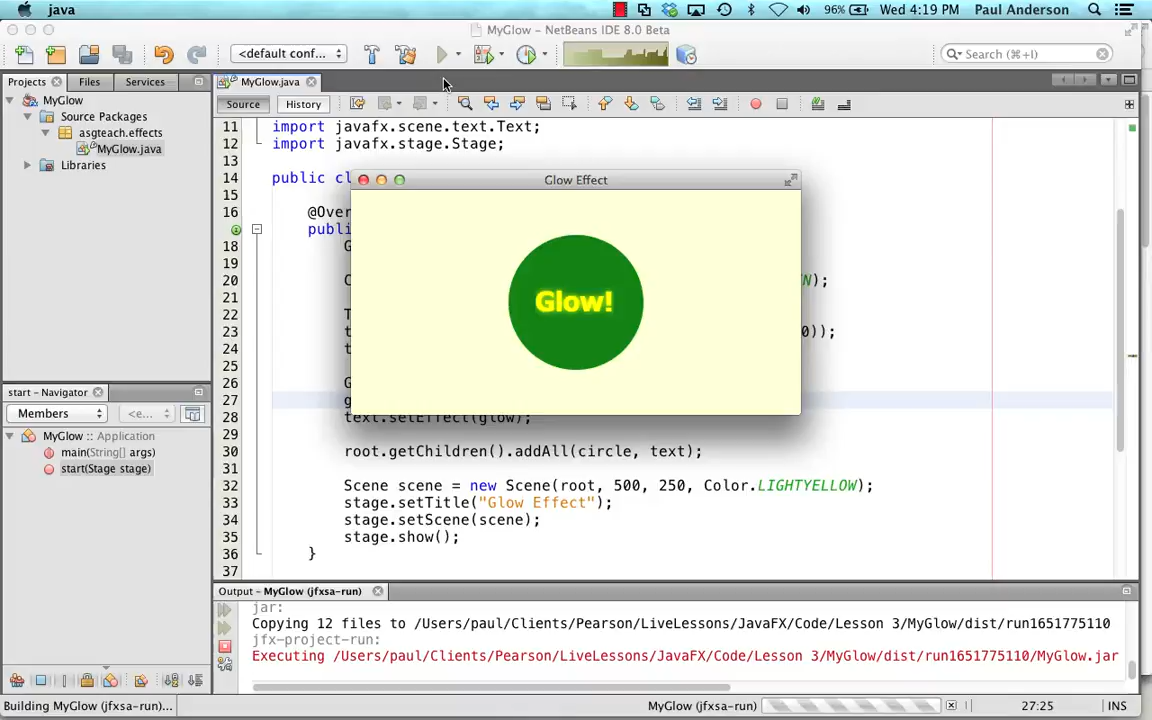 java
96%
Wed 4:19 PM
Paul Anderson
MyGlow – NetBeans IDE 8.0 Beta
<default conf...
Search (⌘+I)
Projects
Files
Services
MyGlow.java
MyGlow
Source Packages
asgteach.effects
MyGlow.java
Libraries
Source
History
11 import javafx.scene.text.Text;
12 import javafx.stage.Stage;
13
14 public cl
15
16 @Over
publi
18
19
20 N);
21
22
23 0));
24
25
26
27
28 text.setEffect(glow);
29
30 root.getChildren().addAll(circle, text);
31
32 Scene scene = new Scene(root, 500, 250, Color.LIGHTYELLOW);
33 stage.setTitle("Glow Effect");
34 stage.setScene(scene);
35 stage.show();
36 }
37
Glow Effect
Glow!
start – Navigator
Members
<e...
MyGlow :: Application
main(String[] args)
start(Stage stage)
Output – MyGlow (jfxsa-run)
jar:
Copying 12 files to /Users/paul/Clients/Pearson/LiveLessons/JavaFX/Code/Lesson 3/MyGlow/dist/run1651775110
jfx-project-run:
Executing /Users/paul/Clients/Pearson/LiveLessons/JavaFX/Code/Lesson 3/MyGlow/dist/run1651775110/MyGlow.jar
Building MyGlow (jfxsa-run)...
MyGlow (jfxsa-run)
27:25
INS